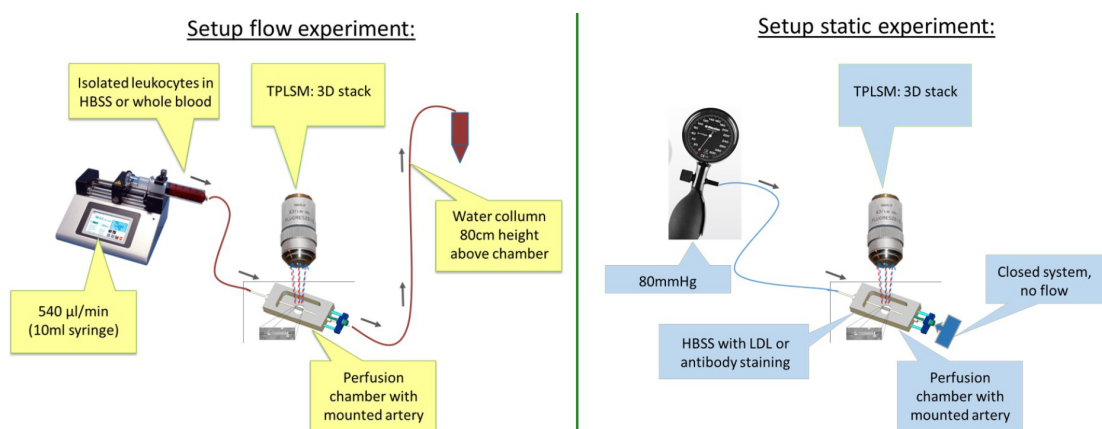 Setup flow experiment:
Isolated leukocytes in
HBSS or whole blood
TPLSM: 3D stack
Water collumn
80cm height
above chamber
540 µl/min
(10ml syringe)
Perfusion
chamber with
mounted artery
Setup static experiment:
TPLSM: 3D stack
80mmHg
Closed system,
no flow
HBSS with LDL or
antibody staining
Perfusion
chamber with
mounted artery